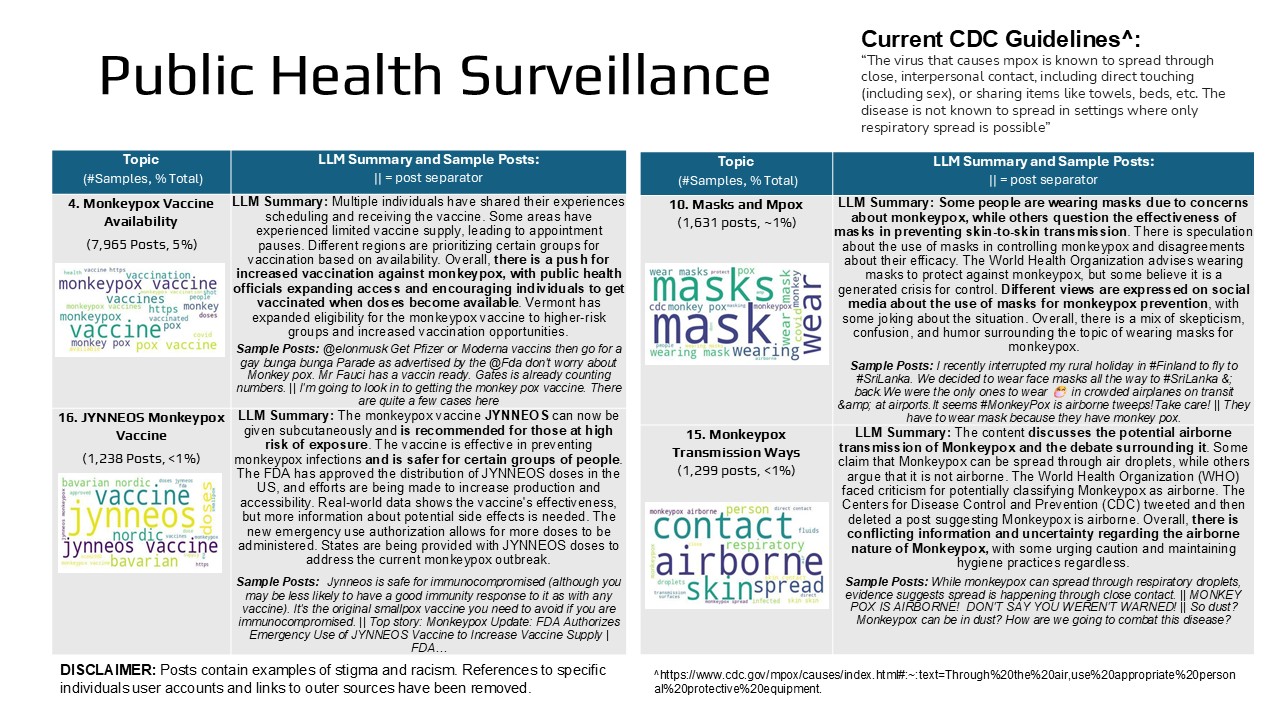 Public Health Surveillance
Current CDC Guidelines^:
“The virus that causes mpox is known to spread through
close, interpersonal contact, including direct touching
(including sex), or sharing items like towels, beds, etc. The
disease is not known to spread in settings where only
respiratory spread is possible”
Topic
(#Samples, % Total)
LLM Summary and Sample Posts:
|| = post separator
4. Monkeypox Vaccine
Availability
(7,965 Posts, 5%)
health vaccine https
vaccination shot
monkeypox vaccine
vaccines people
monkeypox vaccines https monkey
monkeypox vaccinated doses
vaccine pox covid
monkey pox pox vaccine
available
LLM Summary: Multiple individuals have shared their experiences
scheduling and receiving the vaccine. Some areas have
experienced limited vaccine supply, leading to appointment
pauses. Different regions are prioritizing certain groups for
vaccination based on availability. Overall, there is a push for
increased vaccination against monkeypox, with public health
officials expanding access and encouraging individuals to get
vaccinated when doses become available. Vermont has
expanded eligibility for the monkeypox vaccine to higher-risk
groups and increased vaccination opportunities.
Sample Posts: @elonmusk Get Pfizer or Moderna vaccins then go for a
gay bunga bunga Parade as advertised by the @Fda don't worry about
Monkey pox. Mr Fauci has a vaccin ready. Gates is already counting
numbers. || I'm going to look in to getting the monkey pox vaccine. There
are quite a few cases here
16. JYNNEOS Monkeypox
Vaccine
(1,238 Posts, <1%)
bavarian nordic doses jynneos
approved fda
vaccine
jynneos doses
nordic vaccines
jynneos vaccine
monkeypox vaccine bavarian https
jynneos monkeypox
LLM Summary: The monkeypox vaccine JYNNEOS can now be
given subcutaneously and is recommended for those at high
risk of exposure. The vaccine is effective in preventing
monkeypox infections and is safer for certain groups of people.
The FDA has approved the distribution of JYNNEOS doses in the
US, and efforts are being made to increase production and
accessibility. Real-world data shows the vaccine's effectiveness,
but more information about potential side effects is needed. The
new emergency use authorization allows for more doses to be
administered. States are being provided with JYNNEOS doses to
address the current monkeypox outbreak.
Sample Posts: Jynneos is safe for immunocompromised (although you
may be less likely to have a good immunity response to it as with any
vaccine). It's the original smallpox vaccine you need to avoid if you are
immunocompromised. || Top story: Monkeypox Update: FDA Authorizes
Emergency Use of JYNNEOS Vaccine to Increase Vaccine Supply |
FDA…
Topic
(#Samples, % Total)
LLM Summary and Sample Posts:
|| = post separator
10. Masks and Mpox
(1,631 posts, ~1%)
wear masks protect pox
masks
cdc monkey pox masking monkeypox
mask
wearing mask wearing
airborne
wear mask
wear
covid
monkey
LLM Summary: Some people are wearing masks due to concerns
about monkeypox, while others question the effectiveness of
masks in preventing skin-to-skin transmission. There is speculation
about the use of masks in controlling monkeypox and disagreements
about their efficacy. The World Health Organization advises wearing
masks to protect against monkeypox, but some believe it is a
generated crisis for control. Different views are expressed on social
media about the use of masks for monkeypox prevention, with
some joking about the situation. Overall, there is a mix of skepticism,
confusion, and humor surrounding the topic of wearing masks for
monkeypox.
Sample Posts: I recently interrupted my rural holiday in #Finland to fly to
#SriLanka. We decided to wear face masks all the way to #SriLanka &;
back.We were the only ones to wear in crowded airplanes on transit
&amp; at airports.It seems #MonkeyPox is airborne tweeps!Take care! || They
have to wear mask because they have monkey pox.
15. Monkeypox
Transmission Ways
(1,299 posts, <1%)
monkeypox airborne person direct contact
contact fluids
respiratory
airborne
droplets skin contact
transmission skin spread
surfaces direct
monkeypox spread infected skin skin
LLM Summary: The content discusses the potential airborne
transmission of Monkeypox and the debate surrounding it. Some
claim that Monkeypox can be spread through air droplets, while others
argue that it is not airborne. The World Health Organization (WHO)
faced criticism for potentially classifying Monkeypox as airborne. The
Centers for Disease Control and Prevention (CDC) tweeted and then
deleted a post suggesting Monkeypox is airborne. Overall, there is
conflicting information and uncertainty regarding the airborne
nature of Monkeypox, with some urging caution and maintaining
hygiene practices regardless.
Sample Posts: While monkeypox can spread through respiratory droplets,
evidence suggests spread is happening through close contact. || MONKEY
POX IS AIRBORNE! DON'T SAY YOU WEREN'T WARNED! || So dust?
Monkeypox can be in dust? How are we going to combat this disease?
DISCLAIMER: Posts contain examples of stigma and racism. References to specific
individuals user accounts and links to outer sources have been removed.
^https://www.cdc.gov/mpox/causes/index.html#:~:text=Through%20the%20air,use%20appropriate%20person
al%20protective%20equipment.